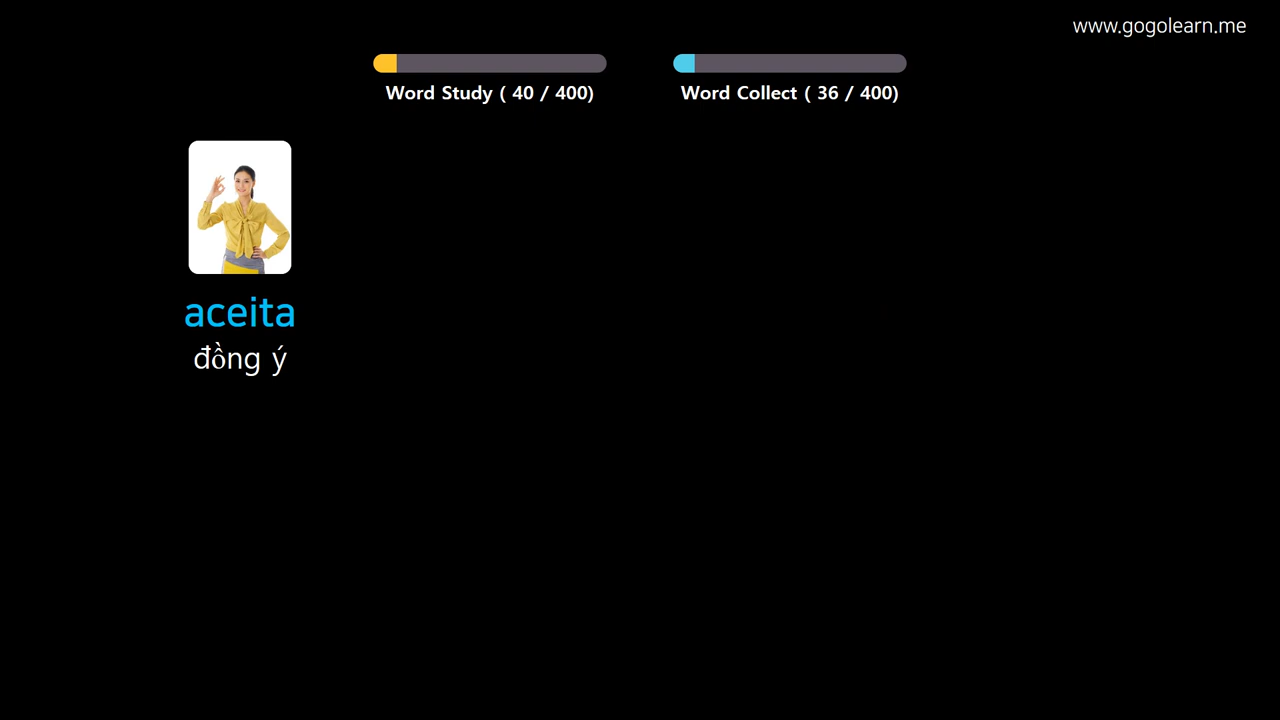 www.gogolearn.me
Word Study ( 40 / 400)
Word Collect ( 36 / 400)
aceita
đồng ý